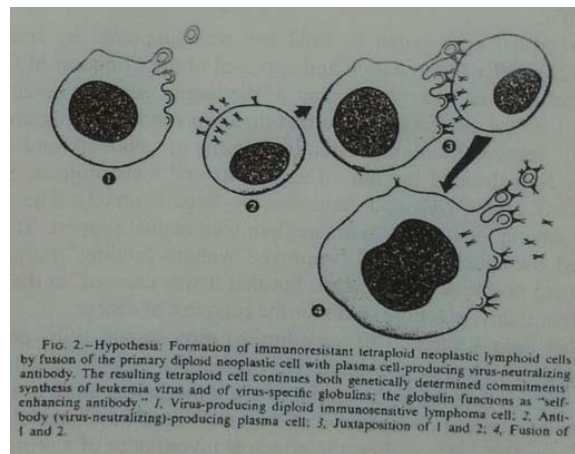 1
2
3
4
FIG. 2.—Hypothesis: Formation of immunoresistant tetraploid neoplastic lymphoid cells
by fusion of the primary diploid neoplastic cell with plasma cell-producing virus-neutralizing
antibody. The resulting tetraploid cell continues both genetically determined commitments:
synthesis of leukemia virus and of virus-specific globulins; the globulin functions as "self-
enhancing antibody." 1, Virus-producing diploid immunosensitive lymphoma cell; 2, Anti-
body (virus-neutralizing)-producing plasma cell; 3, Juxtaposition of 1 and 2; 4, Fusion of
1 and 2.